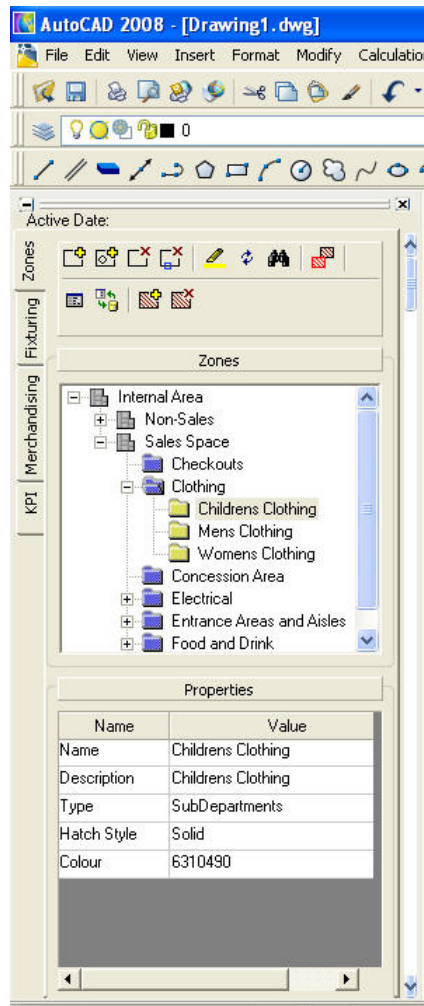 AutoCAD 2008 - [Drawing1.dwg]
File Edit View Insert Format Modify Calculatio
0
Active Date:
Zones
Fixturing
Merchandising
KPI
Zones
Internal Area
Non-Sales
Sales Space
Checkouts
Clothing
Childrens Clothing
Mens Clothing
Womens Clothing
Concession Area
Electrical
Entrance Areas and Aisles
Food and Drink
Properties
Name Value
Name Childrens Clothing
Description Childrens Clothing
Type SubDepartments
Hatch Style Solid
Colour 6310490